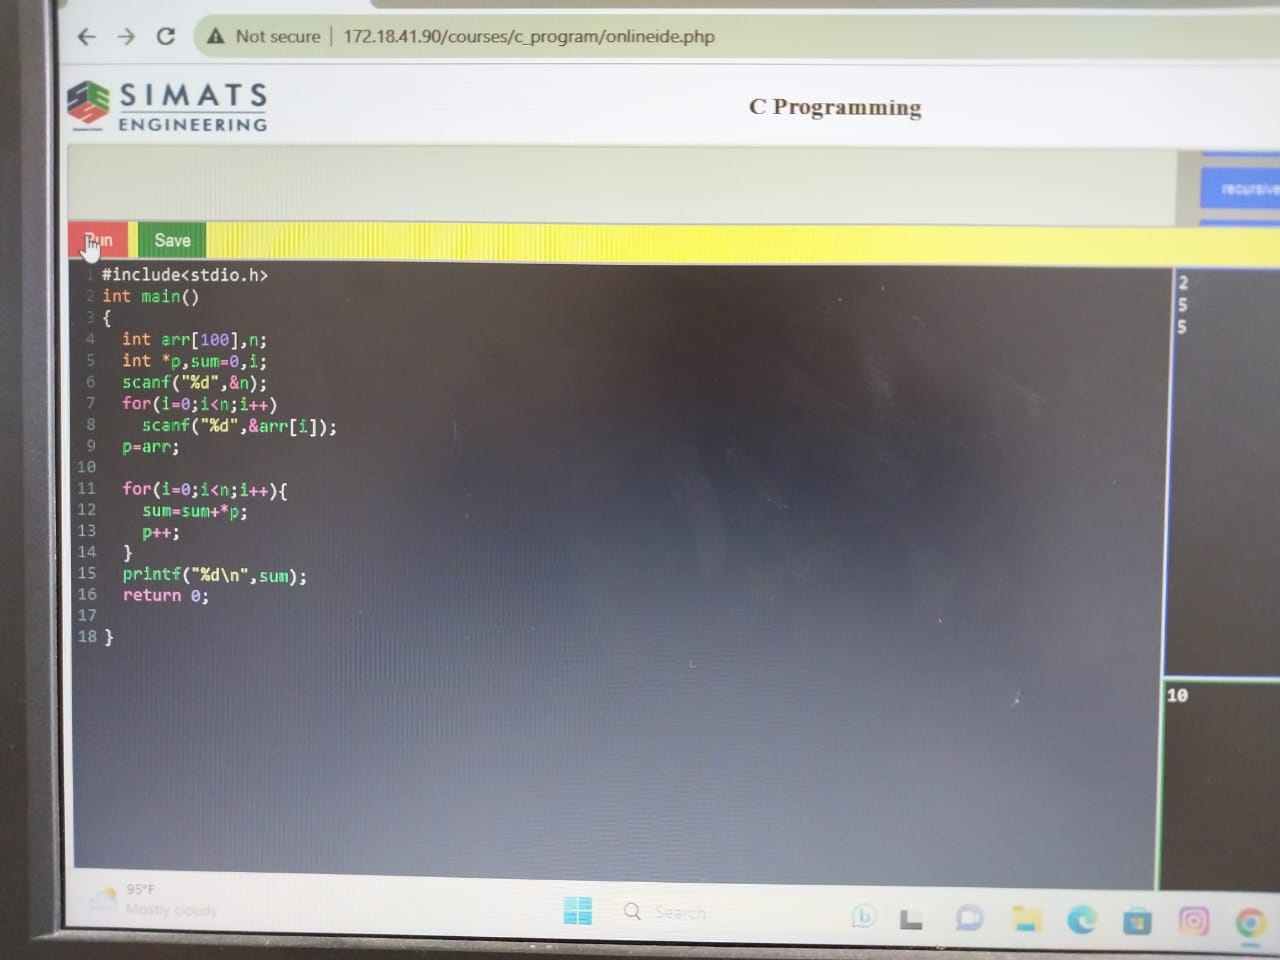 Not secure | 172.18.41.90/courses/c_program/onlineide.php
SIMATS
ENGINEERING
C Programming
recursive
Run Save
1 #include<stdio.h>
2 int main()
3 {
4 int arr[100],n;
5 int *p,sum=0,i;
6 scanf("%d",&n);
7 for(i=0;i<n;i++)
8 scanf("%d",&arr[i]);
9 p=arr;
10
11 for(i=0;i<n;i++){
12 sum=sum+*p;
13 p++;
14 }
15 printf("%d\n",sum);
16 return 0;
17
18 }
2
5
5
10
95°F
Mostly cloudy
Search